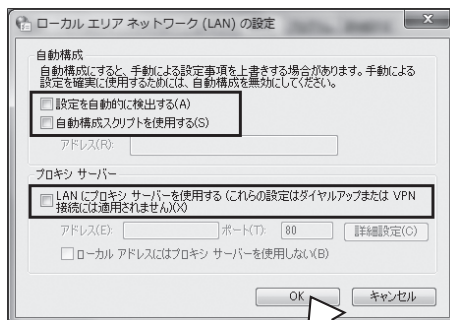 ローカル エリア ネットワーク (LAN) の設定
自動構成
自動構成にすると、手動による設定事項を上書きする場合があります。手動による
設定を確実に使用するためには、自動構成を無効にしてください。
設定を自動的に検出する(A)
自動構成スクリプトを使用する(S)
アドレス(R):
プロキシ サーバー
LAN にプロキシ サーバーを使用する (これらの設定はダイヤルアップまたは VPN
接続には適用されません)(X)
アドレス(E): ポート(T): 80 詳細設定(C)
ローカル アドレスにはプロキシ サーバーを使用しない(B)
OK キャンセル